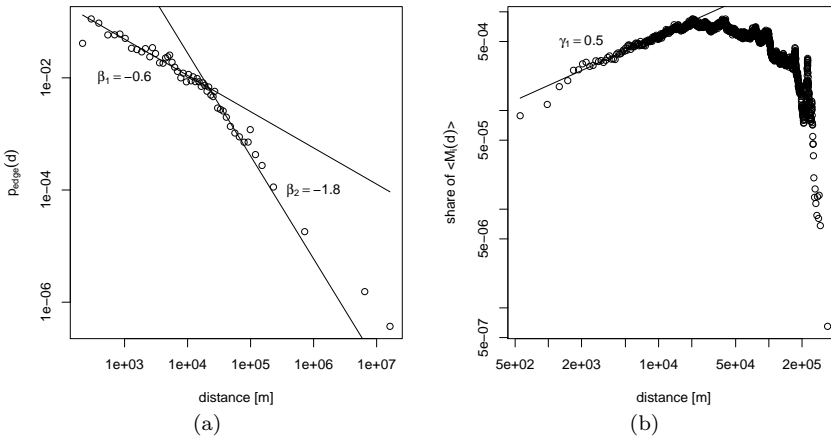 1e−02
1e−04
1e−06
p_edge(d)
β₁ = −0.6
β₂ = −1.8
1e+03 1e+04 1e+05 1e+06 1e+07
distance [m]
(a)
5e−04
5e−05
5e−06
5e−07
share of <M_i(d)>
γ₁ = 0.5
5e+02 2e+03 1e+04 5e+04 2e+05
distance [m]
(b)